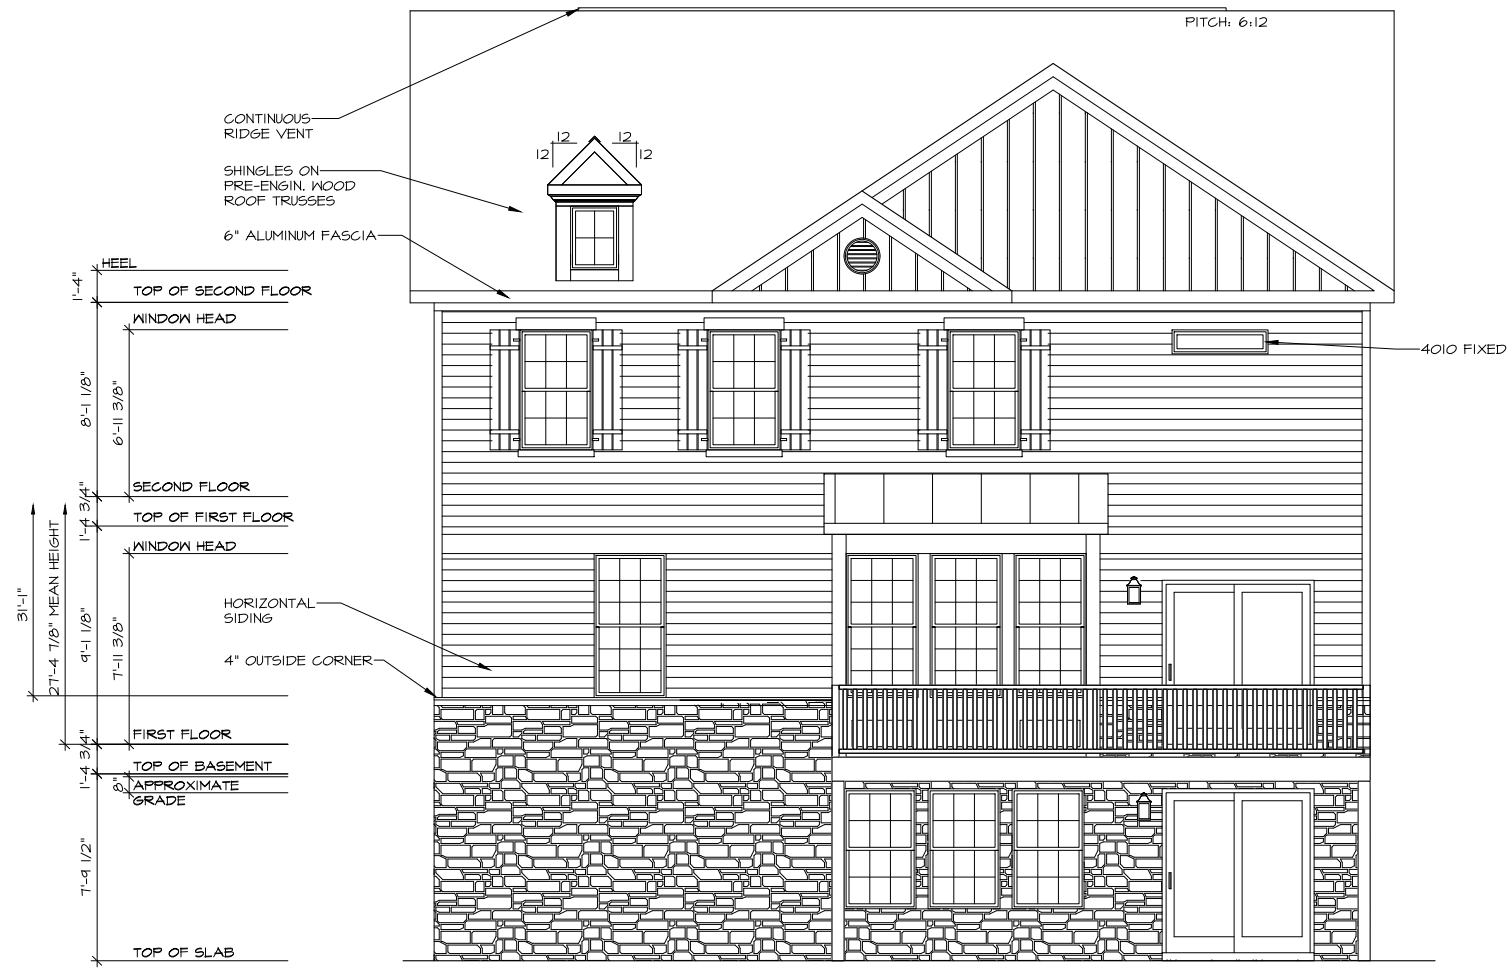 PITCH: 6:12
CONTINUOUS
RIDGE VENT
12 12
12 12
SHINGLES ON
PRE-ENGIN. WOOD
ROOF TRUSSES
6" ALUMINUM FASCIA
HEEL
1'-4"
TOP OF SECOND FLOOR
WINDOW HEAD
4010 FIXED
8'-1 1/8"
6'-11 3/8"
SECOND FLOOR
1'-4 3/4"
TOP OF FIRST FLOOR
WINDOW HEAD
31'-1"
27'-4 7/8" MEAN HEIGHT
9'-1 1/8"
7'-11 3/8"
HORIZONTAL
SIDING
4" OUTSIDE CORNER
FIRST FLOOR
1'-4 3/4"
TOP OF BASEMENT
8"
APPROXIMATE
GRADE
7'-9 1/2"
TOP OF SLAB